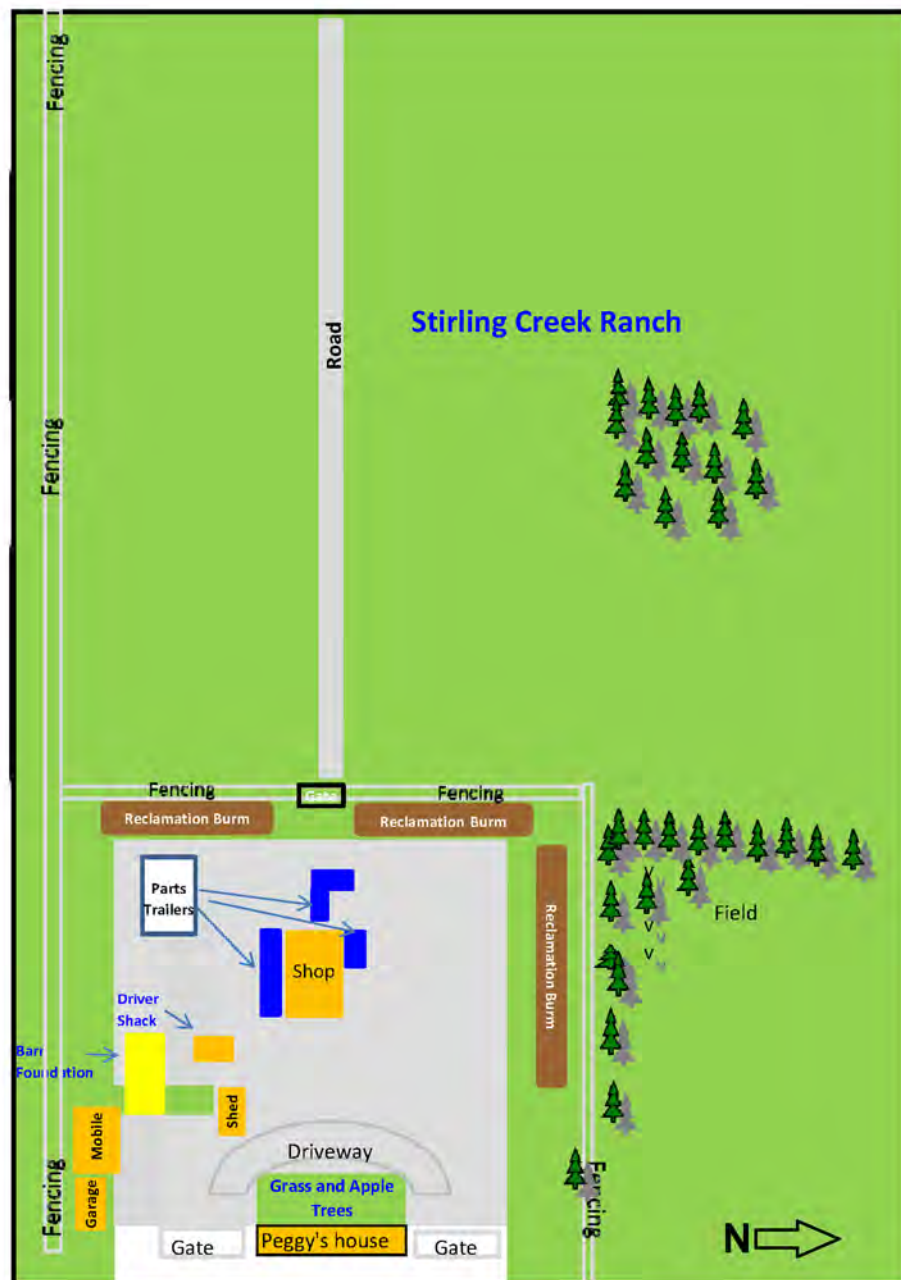 Fencing
Road
Stirling Creek Ranch
Fencing
Fencing
Gate
Fencing
Reclamation Burm
Reclamation Burm
Parts
Trailers
Shop
Reclamation Burm
v
Field
v
v
v
v
Driver
Shack
Barn
Foundation
Mobile
Shed
Garage
Fencing
Driveway
Grass and Apple
Trees
Fencing
Gate
Peggy's house
Gate
N